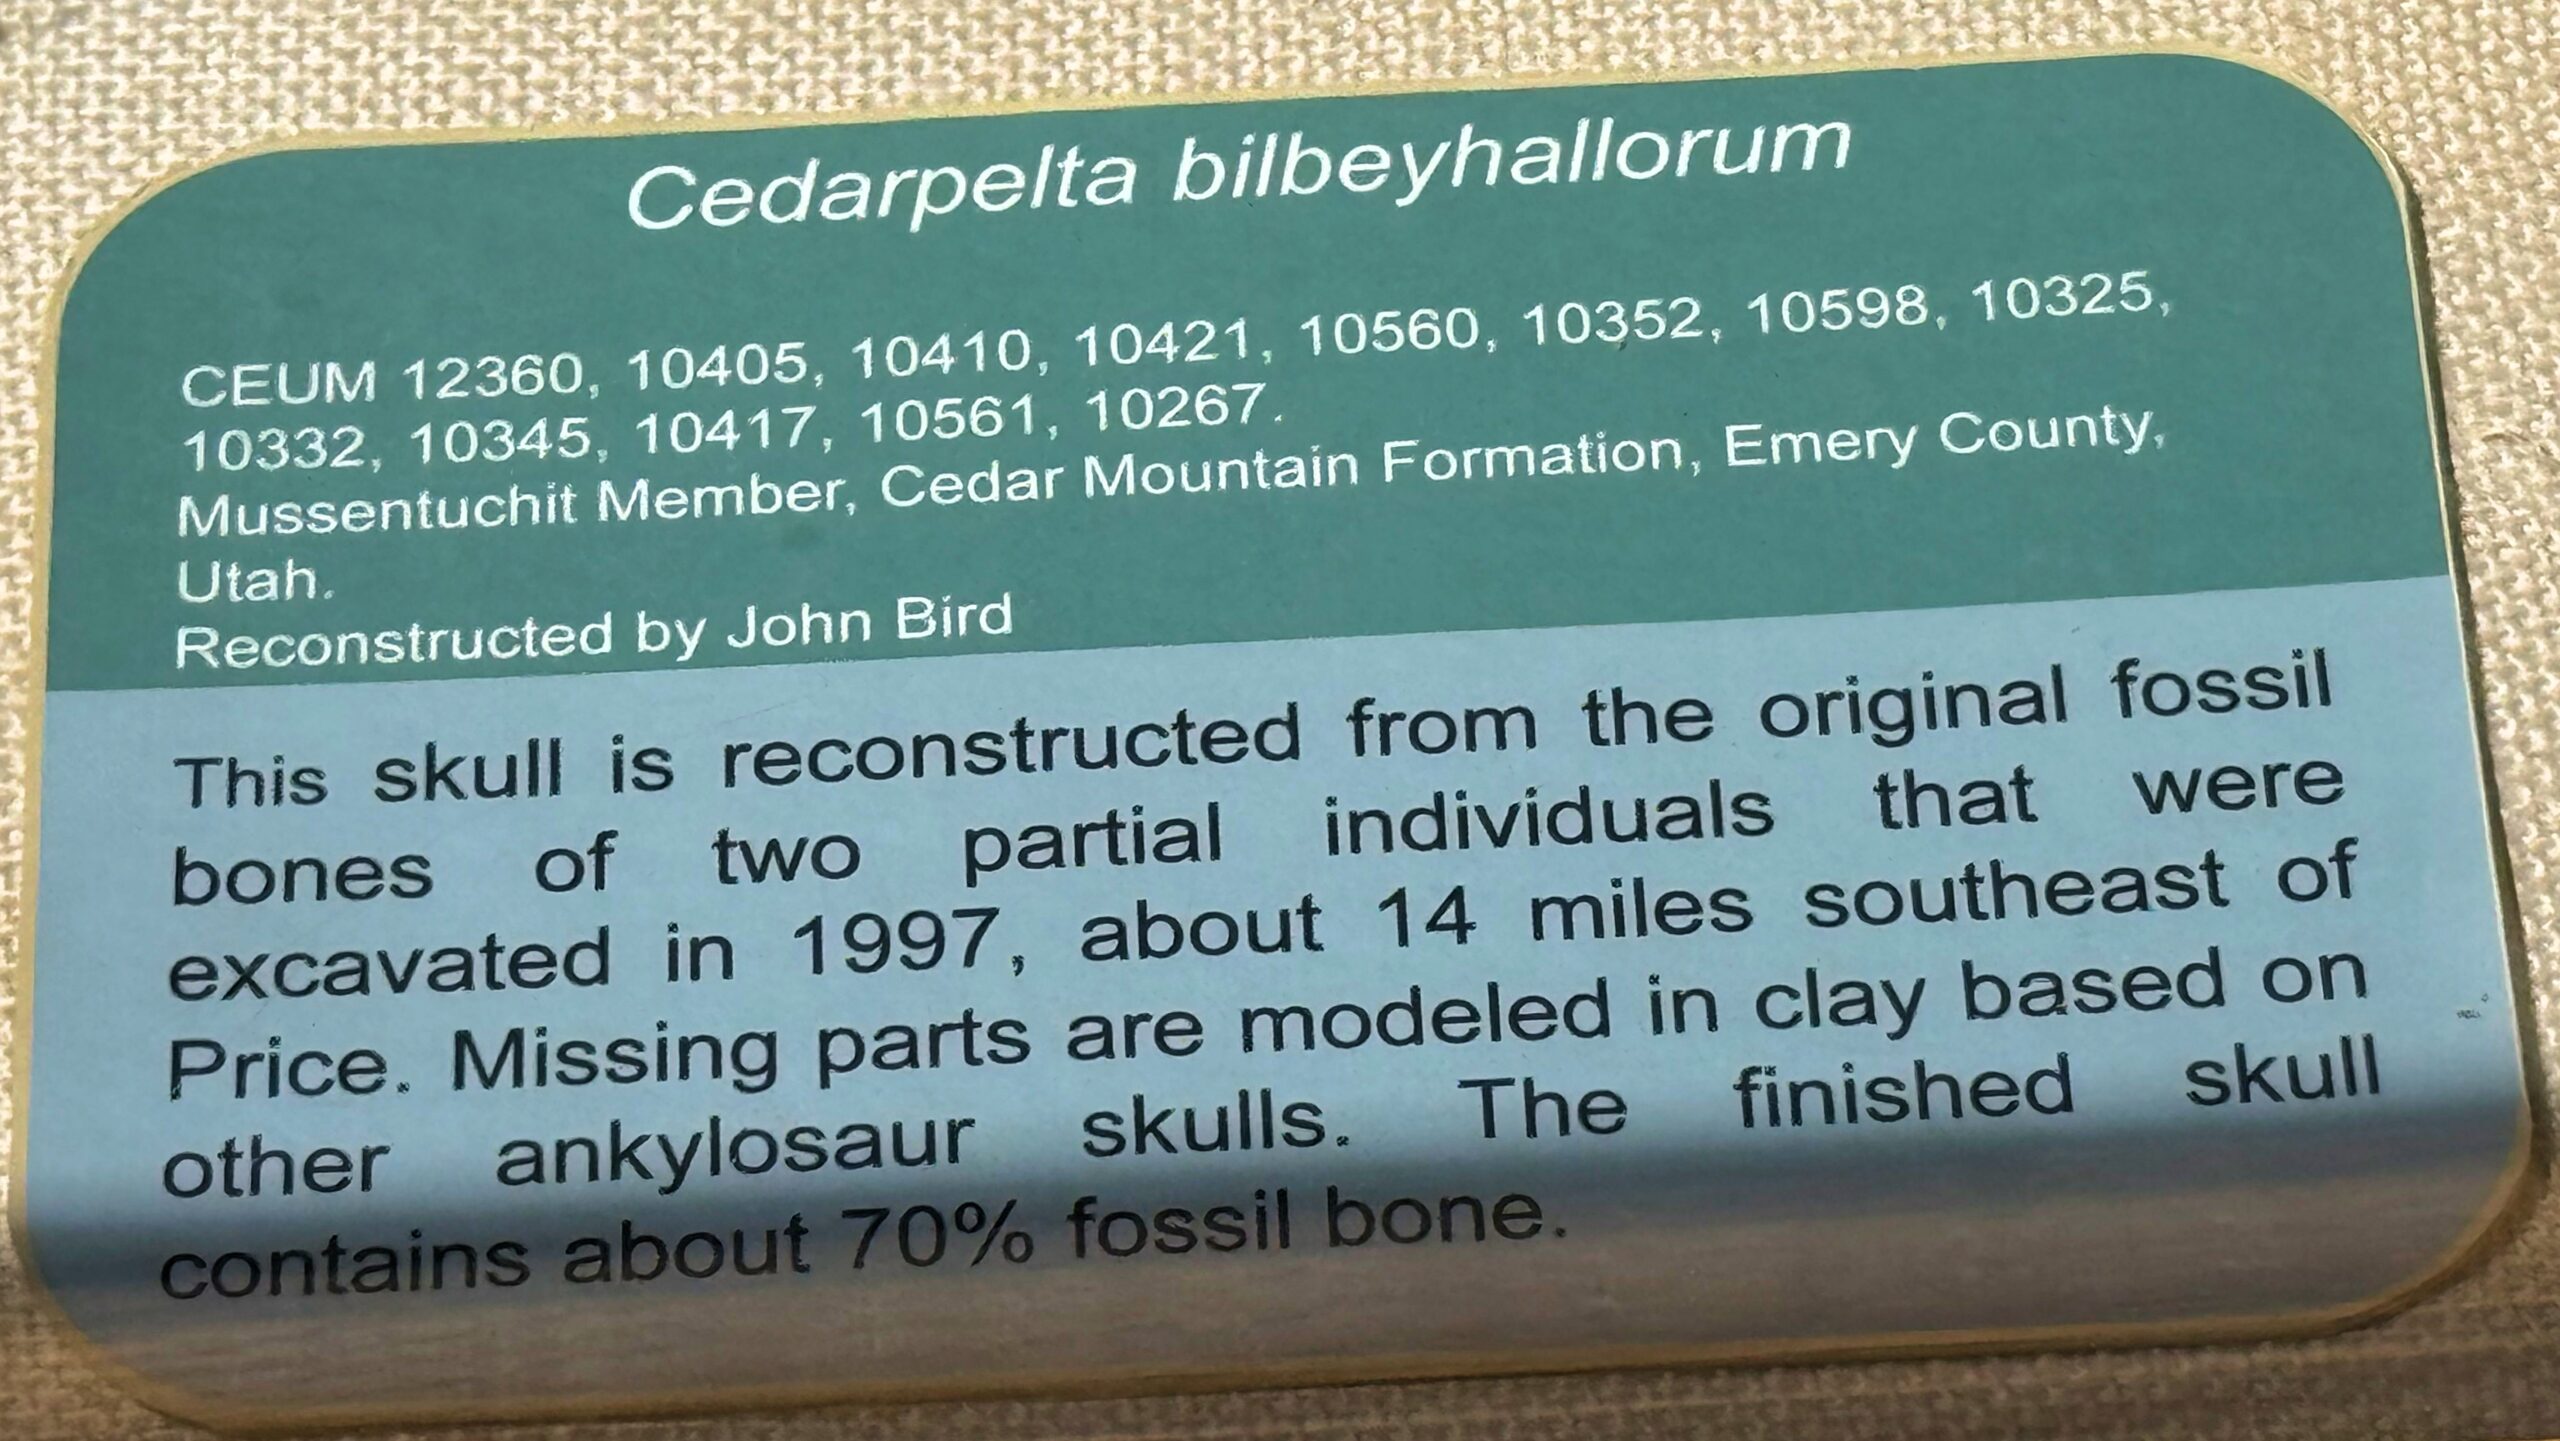 Cedarpelta bilbeyhallorum
CEUM 12360, 10405, 10410, 10421, 10560, 10352, 10598, 10325,
10332, 10345, 10417, 10561, 10267.
Mussentuchit Member, Cedar Mountain Formation, Emery County,
Utah.
Reconstructed by John Bird
This skull is reconstructed from the original fossil
bones of two partial individuals that were
excavated in 1997, about 14 miles southeast of
Price. Missing parts are modeled in clay based on
other ankylosaur skulls. The finished skull
contains about 70% fossil bone.